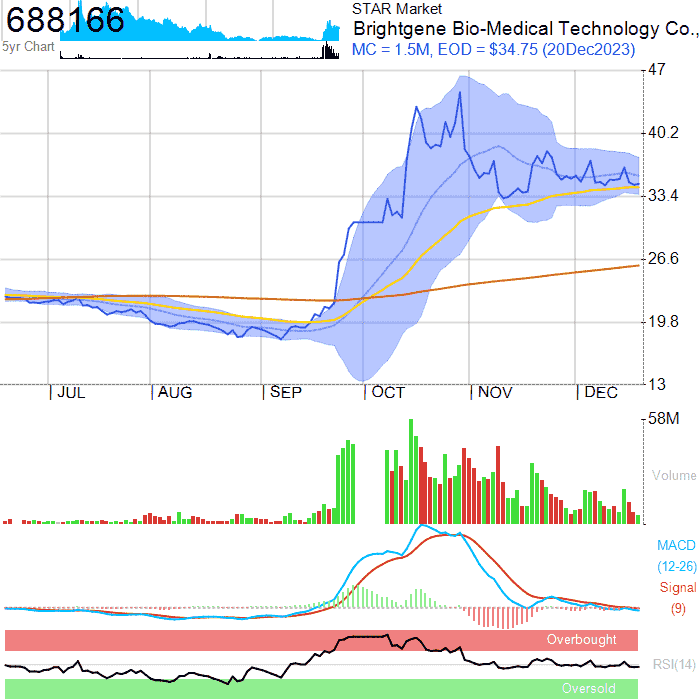 688166
5yr Chart
STAR Market
Brightgene Bio-Medical Technology Co.,
MC = 1.5M, EOD = $34.75 (20Dec2023)
47
40.2
33.4
26.6
19.8
13
JUL
AUG
SEP
OCT
NOV
DEC
58M
Volume
MACD
(12-26)
Signal
(9)
Overbought
RSI(14)
Oversold